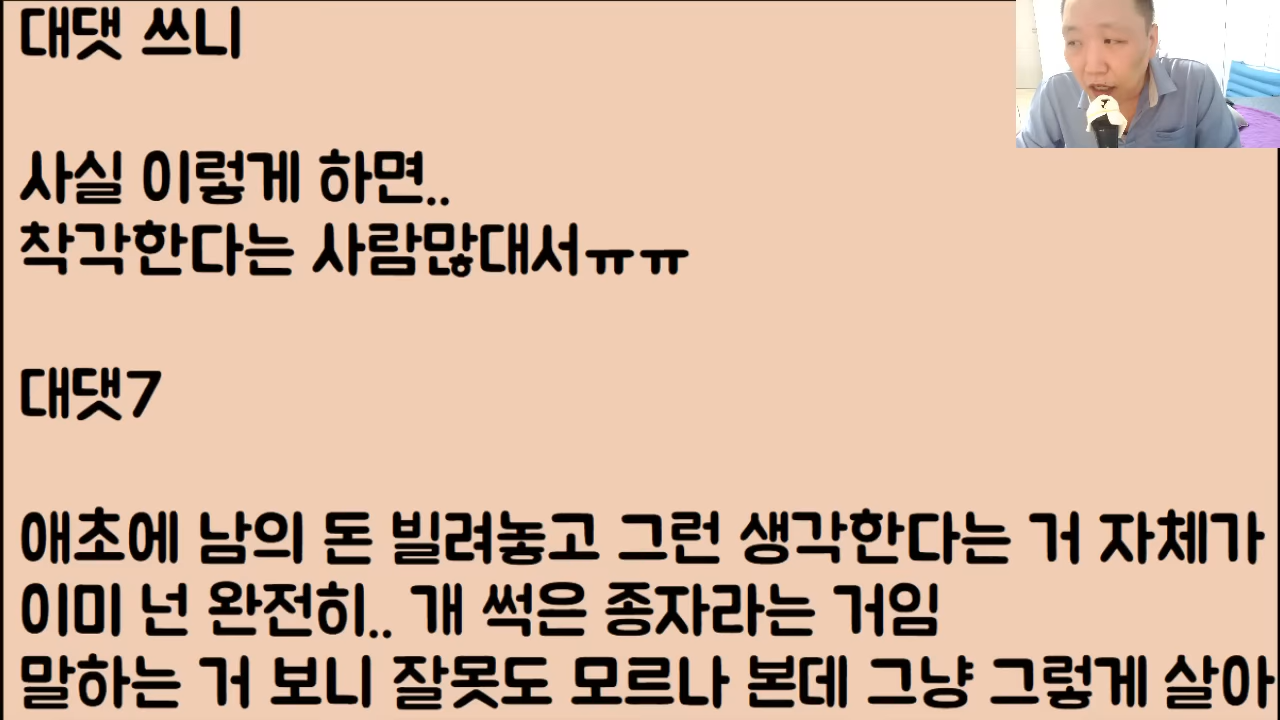 대댓 쓰니
사실 이렇게 하면..
착각한다는 사람많대서ㅠㅠ
대댓7
애초에 남의 돈 빌려놓고 그런 생각한다는 거 자체가
이미 넌 완전히.. 개 썩은 종자라는 거임
말하는 거 보니 잘못도 모르나 본데 그냥 그렇게 살아